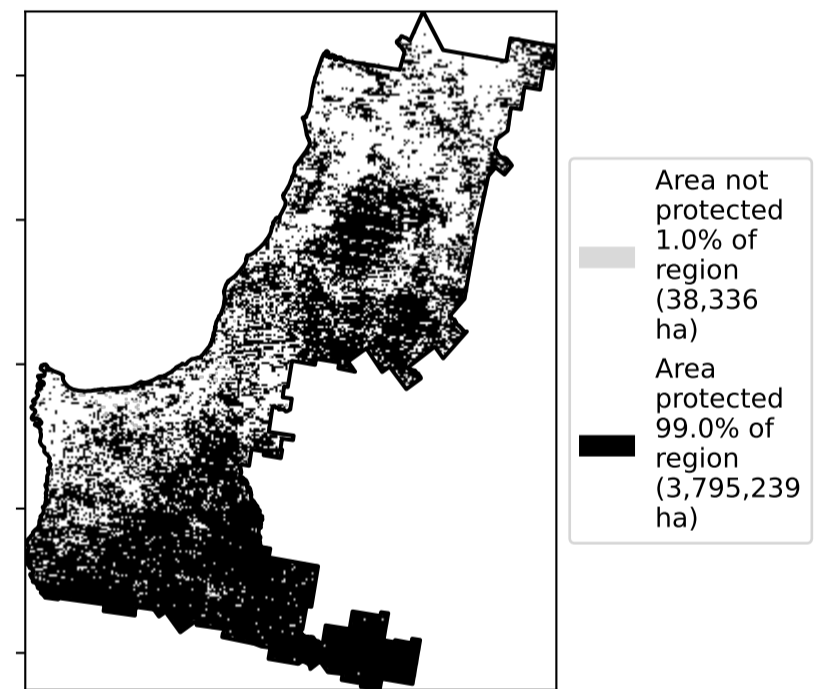 Area not
protected
1.0% of
region
(38,336
ha)
Area
protected
99.0% of
region
(3,795,239
ha)